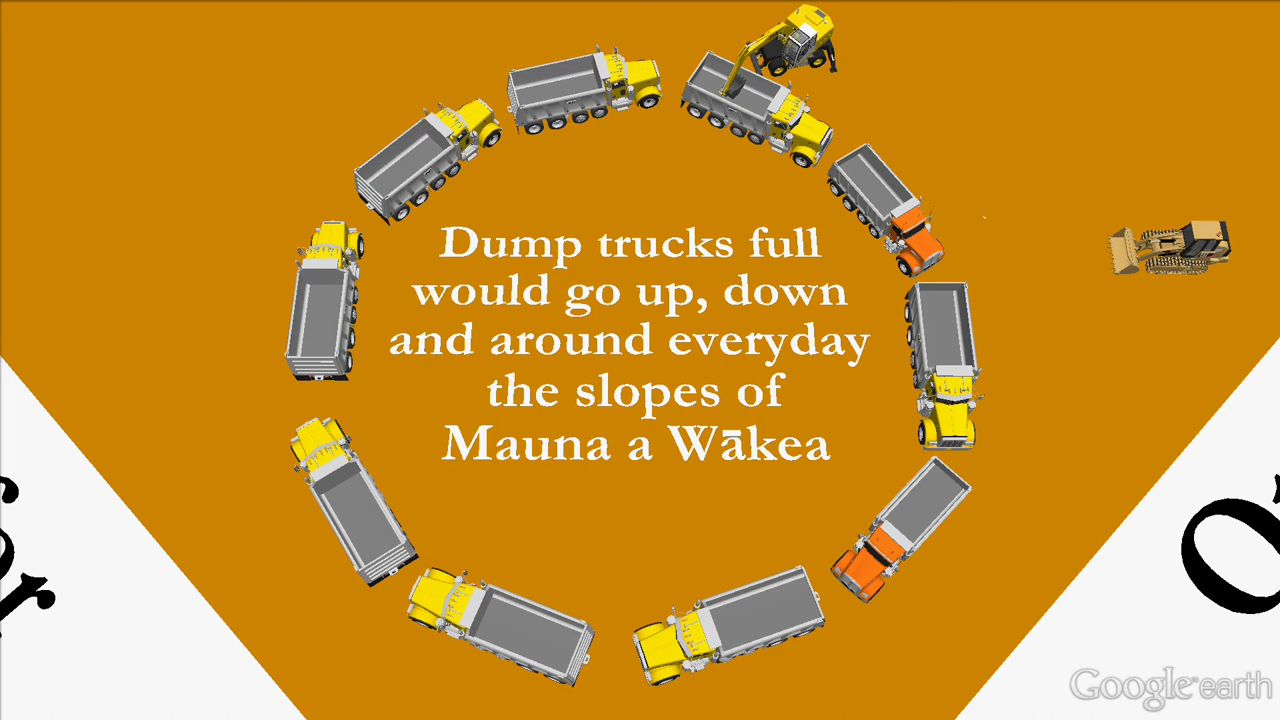 Dump trucks full
would go up, down
and around everyday
the slopes of
Mauna a Wākea
Google earth